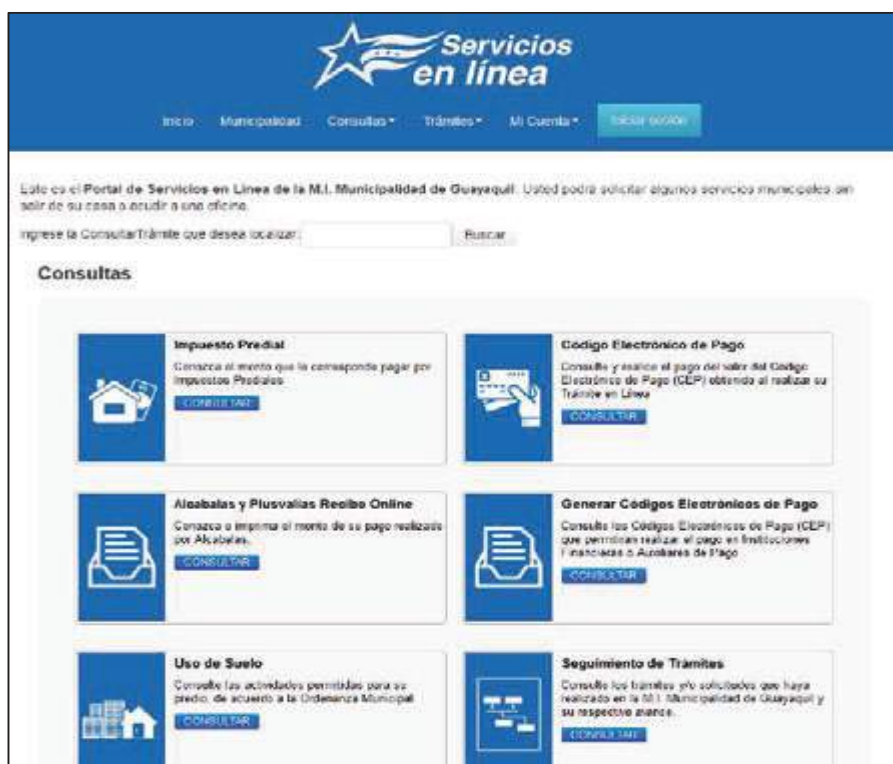 Servicios
en línea
Inicio Municipalidad Consultas Trámites Mi Cuenta Iniciar sesión
Este es el Portal de Servicios en Línea de la M.I. Municipalidad de Guayaquil. Usted podrá solicitar algunos servicios municipales sin
salir de su casa o acudir a una oficina.
Ingrese la Consultar/Trámite que desea localizar: Buscar
Consultas
Impuesto Predial
Conozca el monto que le corresponde pagar por
Impuestos Prediales
CONSULTAR
Código Electrónico de Pago
Consulte y realice el pago del valor del Código
Electrónico de Pago (CEP) obtenido al realizar su
Trámite en Línea
CONSULTAR
Alcabalas y Plusvalías Recibo Online
Conozca o imprima el monto de su pago realizado
por Alcabalas.
CONSULTAR
Generar Códigos Electrónicos de Pago
Consulte los Códigos Electrónicos de Pago (CEP)
que permitirán realizar el pago en Instituciones
Financieras o Auxiliares de Pago
CONSULTAR
Uso de Suelo
Consulte las actividades permitidas para su
predio, de acuerdo a la Ordenanza Municipal
CONSULTAR
Seguimiento de Trámites
Consulte los trámites y/o solicitudes que haya
realizado en la M.I. Municipalidad de Guayaquil y
su respectivo avance.
CONSULTAR